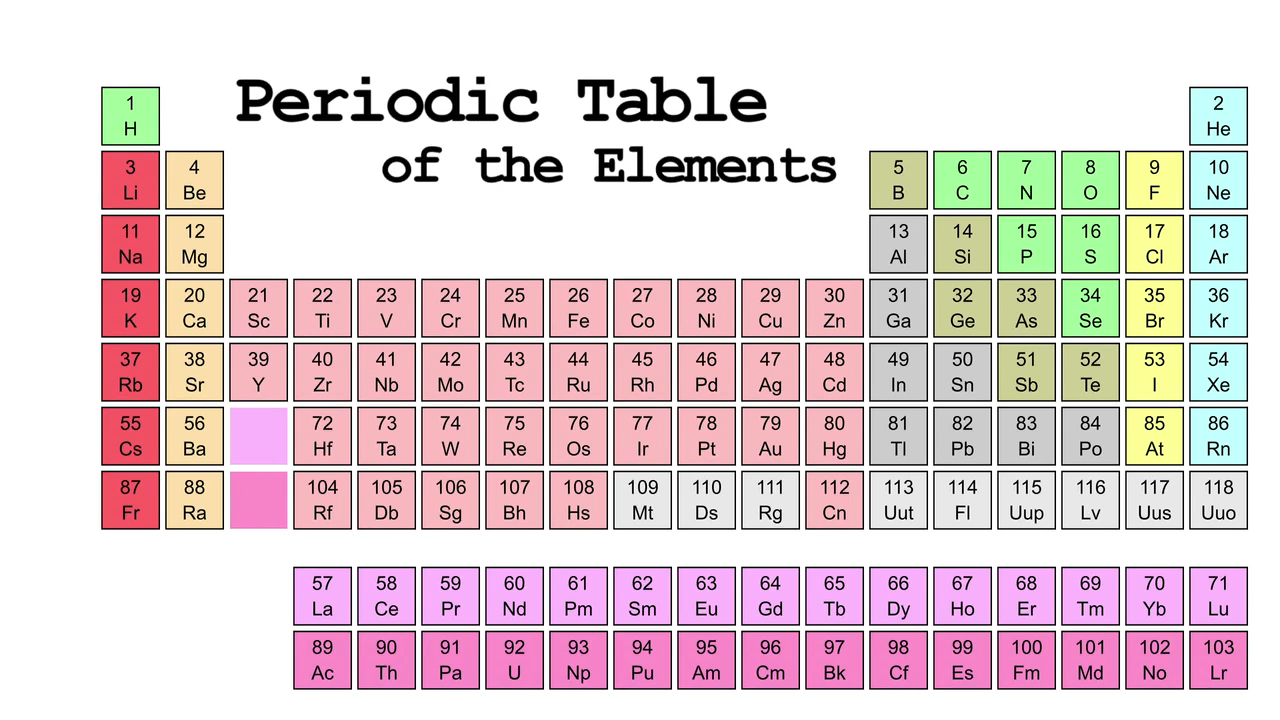 Periodic Table
of the Elements
1 2
H He
3 4 5 6 7 8 9 10
Li Be B C N O F Ne
11 12 13 14 15 16 17 18
Na Mg Al Si P S Cl Ar
19 20 21 22 23 24 25 26 27 28 29 30 31 32 33 34 35 36
K Ca Sc Ti V Cr Mn Fe Co Ni Cu Zn Ga Ge As Se Br Kr
37 38 39 40 41 42 43 44 45 46 47 48 49 50 51 52 53 54
Rb Sr Y Zr Nb Mo Tc Ru Rh Pd Ag Cd In Sn Sb Te I Xe
55 56 72 73 74 75 76 77 78 79 80 81 82 83 84 85 86
Cs Ba Hf Ta W Re Os Ir Pt Au Hg Tl Pb Bi Po At Rn
87 88 104 105 106 107 108 109 110 111 112 113 114 115 116 117 118
Fr Ra Rf Db Sg Bh Hs Mt Ds Rg Cn Uut Fl Uup Lv Uus Uuo
57 58 59 60 61 62 63 64 65 66 67 68 69 70 71
La Ce Pr Nd Pm Sm Eu Gd Tb Dy Ho Er Tm Yb Lu
89 90 91 92 93 94 95 96 97 98 99 100 101 102 103
Ac Th Pa U Np Pu Am Cm Bk Cf Es Fm Md No Lr